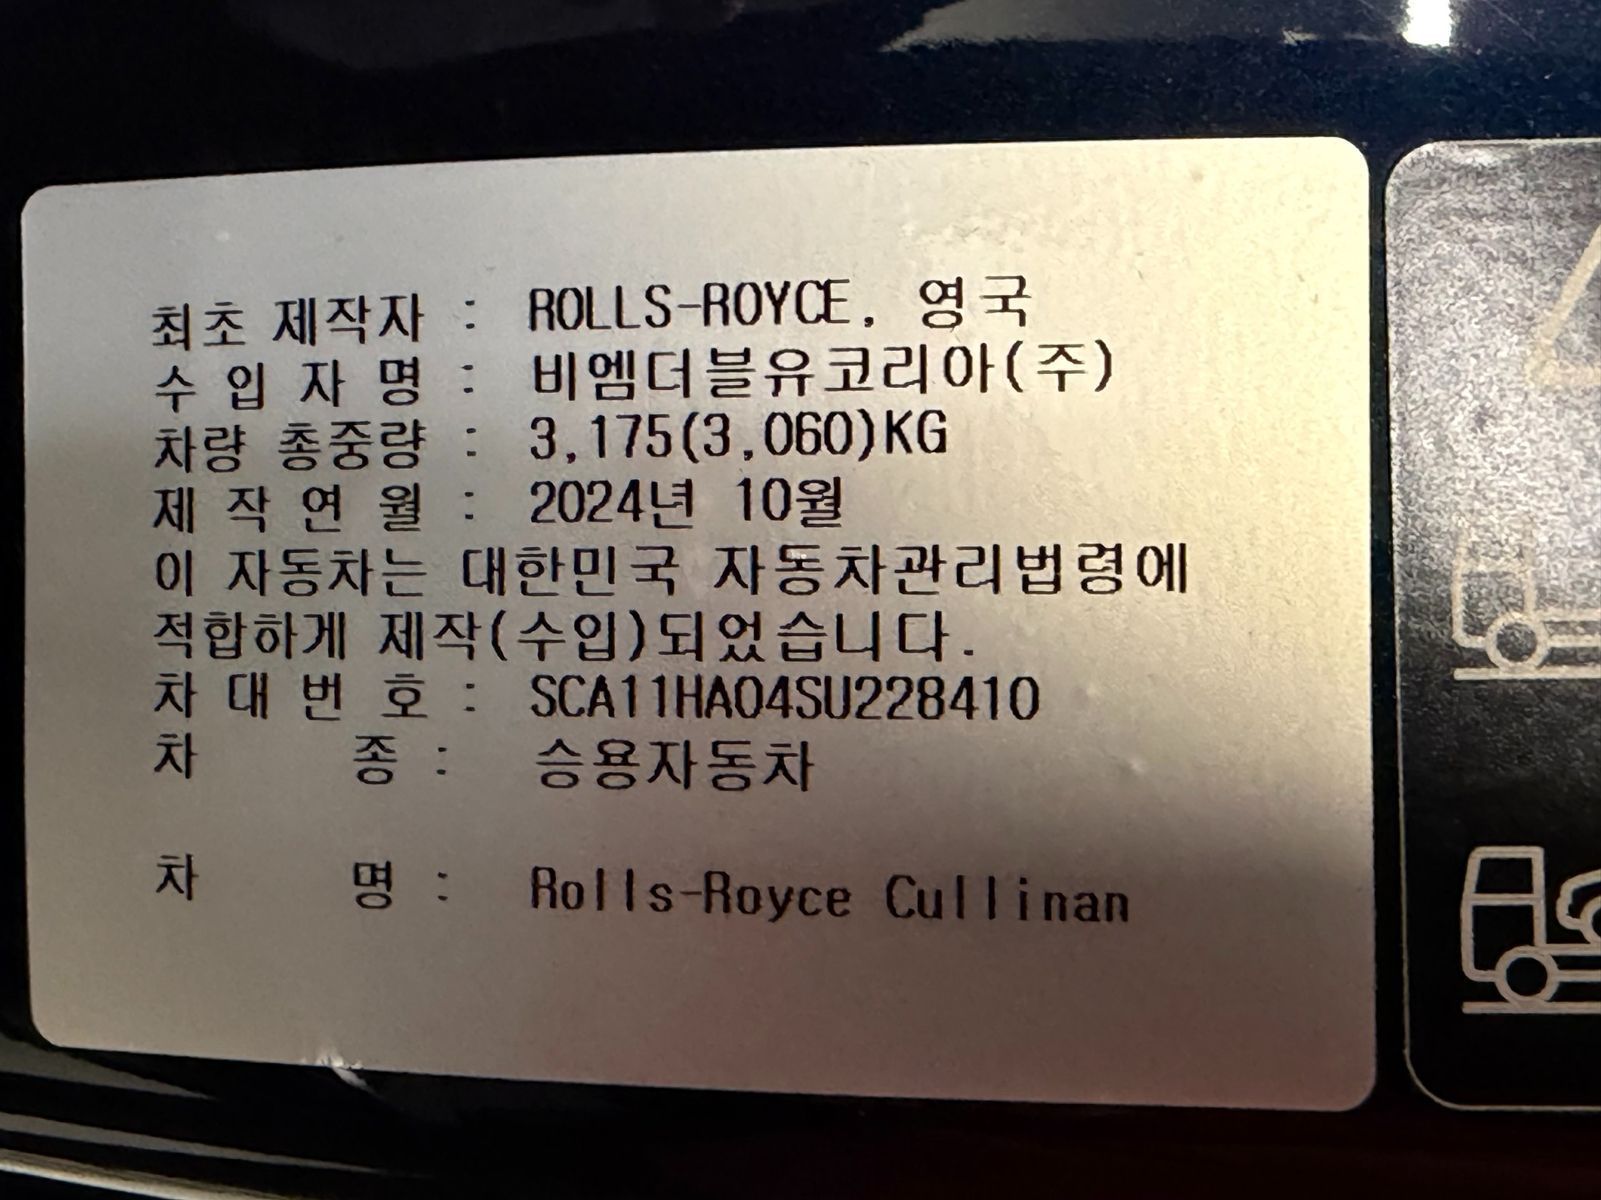 최초 제작자 : ROLLS-ROYCE, 영국
수 입 자 명 : 비엠더블유코리아(주)
차량 총중량 : 3,175(3,060)KG
제 작 연 월 : 2024년 10월
이 자동차는 대한민국 자동차관리법령에
적합하게 제작(수입)되었습니다.
차 대 번 호 : SCA11HA04SU228410
차 종 : 승용자동차
차 명 : Rolls-Royce Cullinan